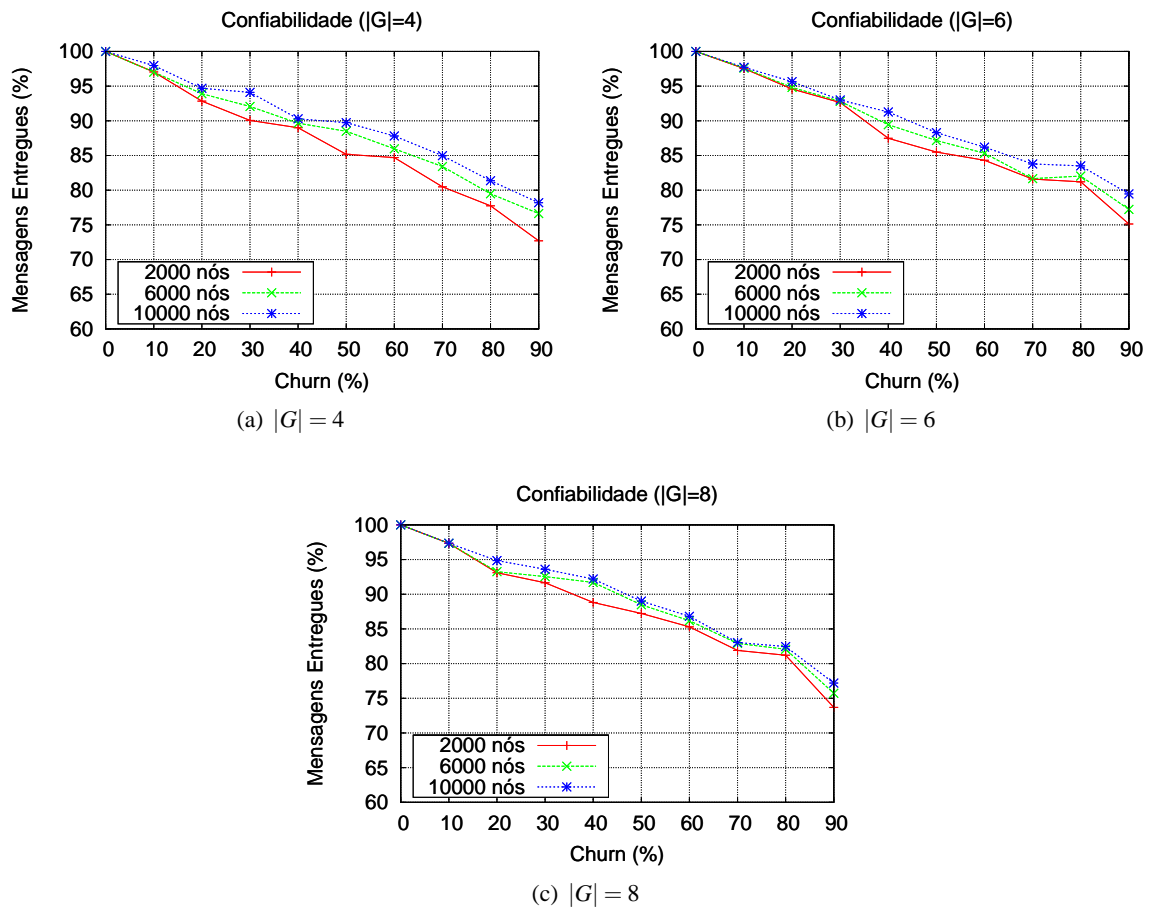 Confiabilidade (|G|=4)
Mensagens Entregues (%)
100
95
90
85
80
75
70
65
60
2000 nós
6000 nós
10000 nós
0 10 20 30 40 50 60 70 80 90
Churn (%)
(a) |G| = 4
Confiabilidade (|G|=6)
Mensagens Entregues (%)
100
95
90
85
80
75
70
65
60
2000 nós
6000 nós
10000 nós
0 10 20 30 40 50 60 70 80 90
Churn (%)
(b) |G| = 6
Confiabilidade (|G|=8)
Mensagens Entregues (%)
100
95
90
85
80
75
70
65
60
2000 nós
6000 nós
10000 nós
0 10 20 30 40 50 60 70 80 90
Churn (%)
(c) |G| = 8